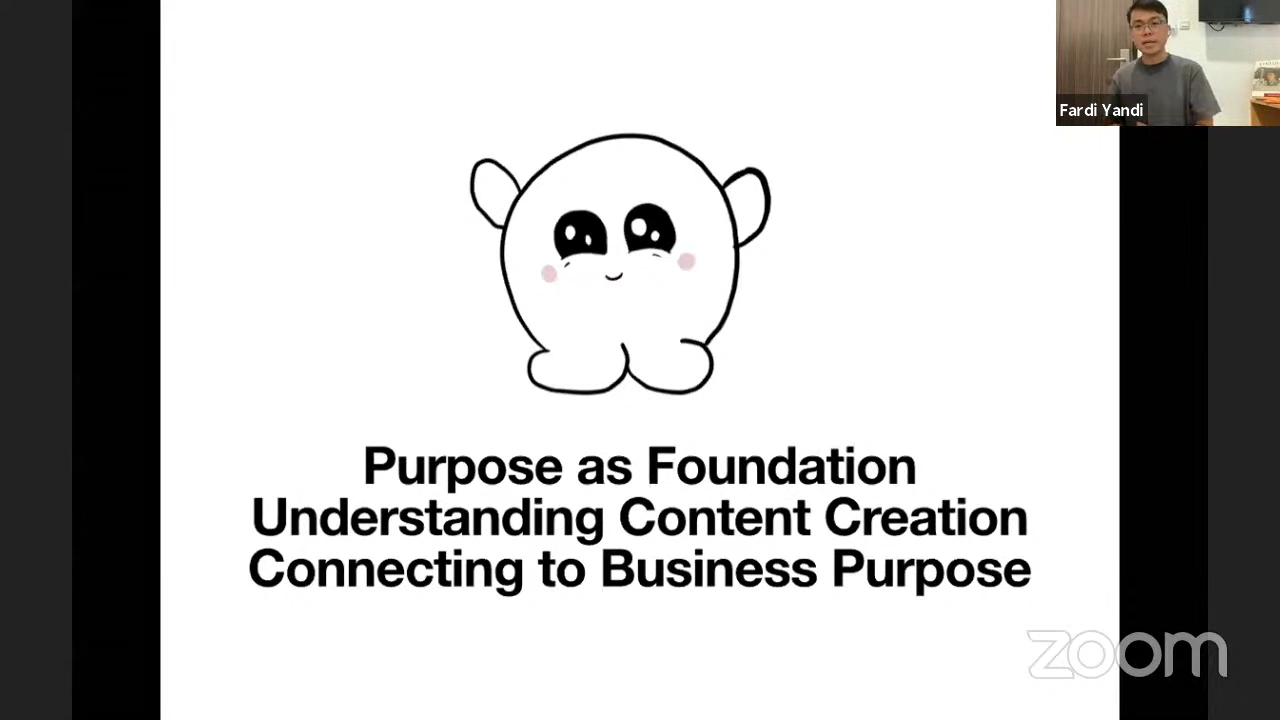 Fardi Yandi
Purpose as Foundation
Understanding Content Creation
Connecting to Business Purpose
zoom